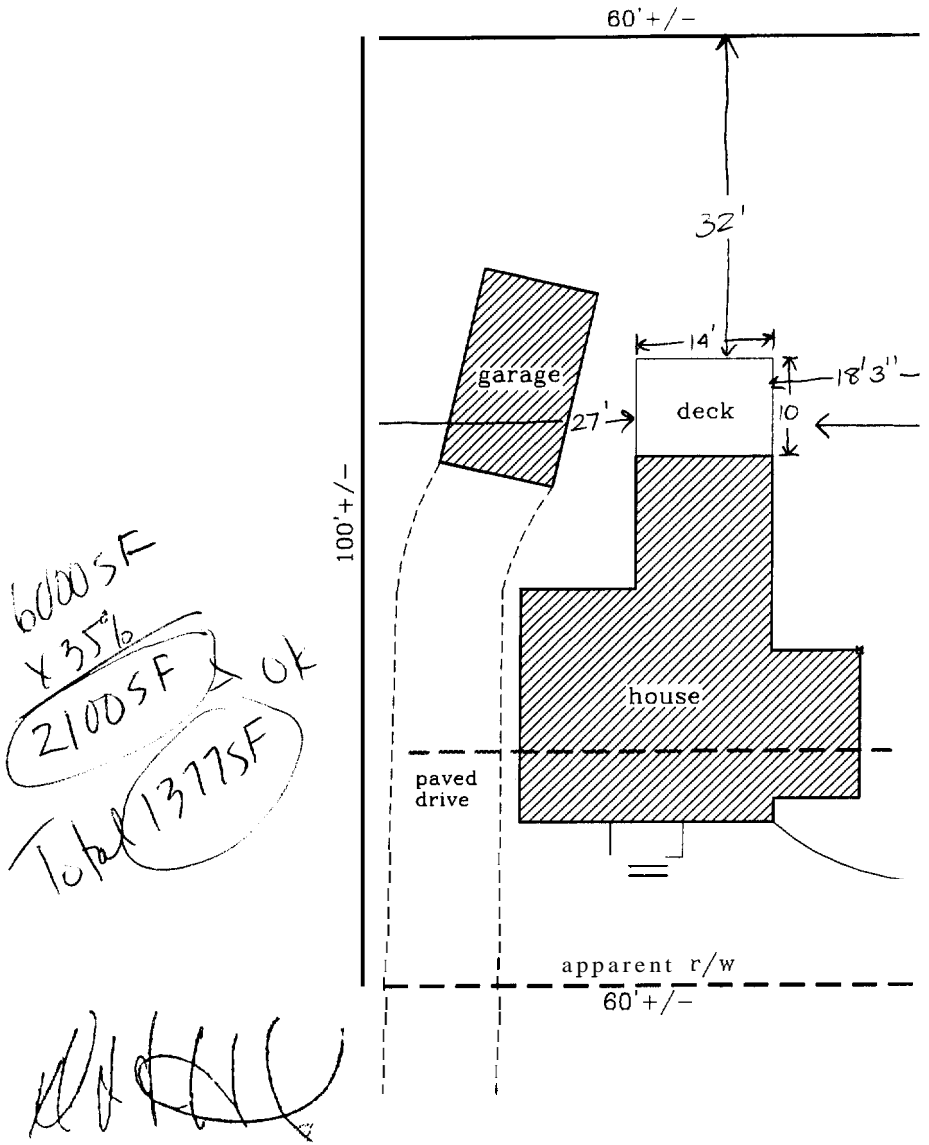 60'+/-
32'
14'
garage
18'3"
27'
deck
10
100'+/-
6000SF
x 35%
2100SF > OK
Total 1377SF
house
paved
drive
apparent r/w
60'+/-